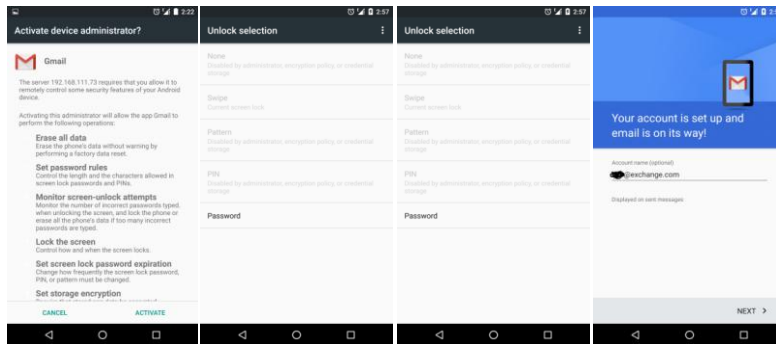 2:22
Activate device administrator?
Gmail
The server 192.168.111.73 requires that you allow it to
remotely control some security features of your Android
device.
Activating this administrator will allow the app Gmail to
perform the following operations:
Erase all data
Erase the phone's data without warning by
performing a factory data reset.
Set password rules
Control the length and the characters allowed in
screen lock passwords and PINs.
Monitor screen-unlock attempts
Monitor the number of incorrect passwords typed.
when unlocking the screen, and lock the phone or
erase all the phone's data if too many incorrect
passwords are typed.
Lock the screen
Control how and when the screen locks.
Set screen lock password expiration
Change how frequently the screen lock password,
PIN, or pattern must be changed.
Set storage encryption
CANCEL ACTIVATE
2:57
Unlock selection
None
Disabled by administrator, encryption policy, or credential
storage
Swipe
Current screen lock
Pattern
Disabled by administrator, encryption policy, or credential
storage
PIN
Disabled by administrator, encryption policy, or credential
storage
Password
2:57
Unlock selection
None
Disabled by administrator, encryption policy, or credential
storage
Swipe
Current screen lock
Pattern
Disabled by administrator, encryption policy, or credential
storage
PIN
Disabled by administrator, encryption policy, or credential
storage
Password
Your account is set up and
email is on its way!
Account name (optional)
@exchange.com
Displayed on sent messages
NEXT >